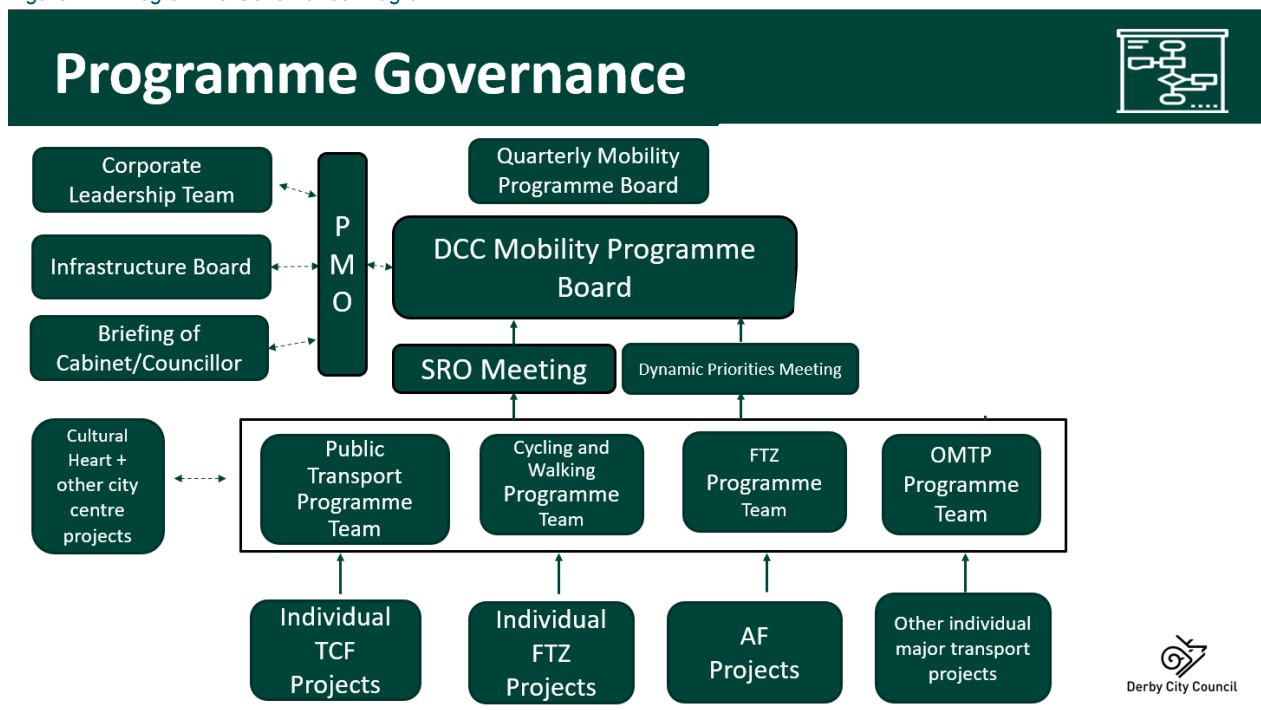 Programme Governance
Corporate
Leadership Team
Infrastructure Board
Briefing of
Cabinet/Councillor
P
M
O
Quarterly Mobility
Programme Board
DCC Mobility Programme
Board
SRO Meeting
Dynamic Priorities Meeting
Cultural
Heart +
other city
centre
projects
Public
Transport
Programme
Team
Cycling and
Walking
Programme
Team
FTZ
Programme
Team
OMTP
Programme
Team
Individual
TCF
Projects
Individual
FTZ
Projects
AF
Projects
Other individual
major transport
projects
Derby City Council